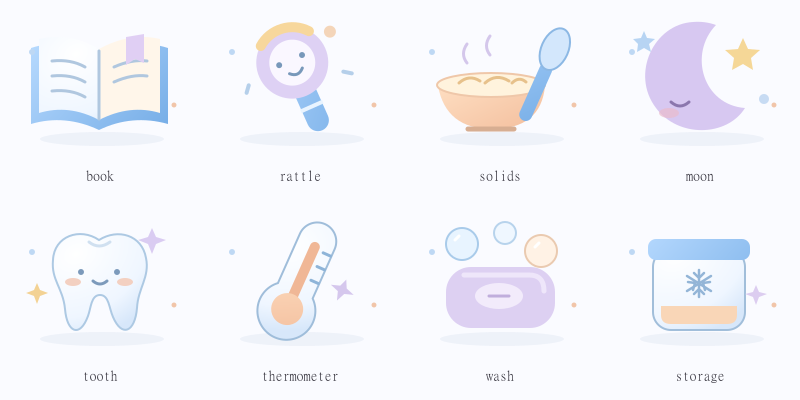 book
rattle
solids
moon
tooth
thermometer
wash
storage